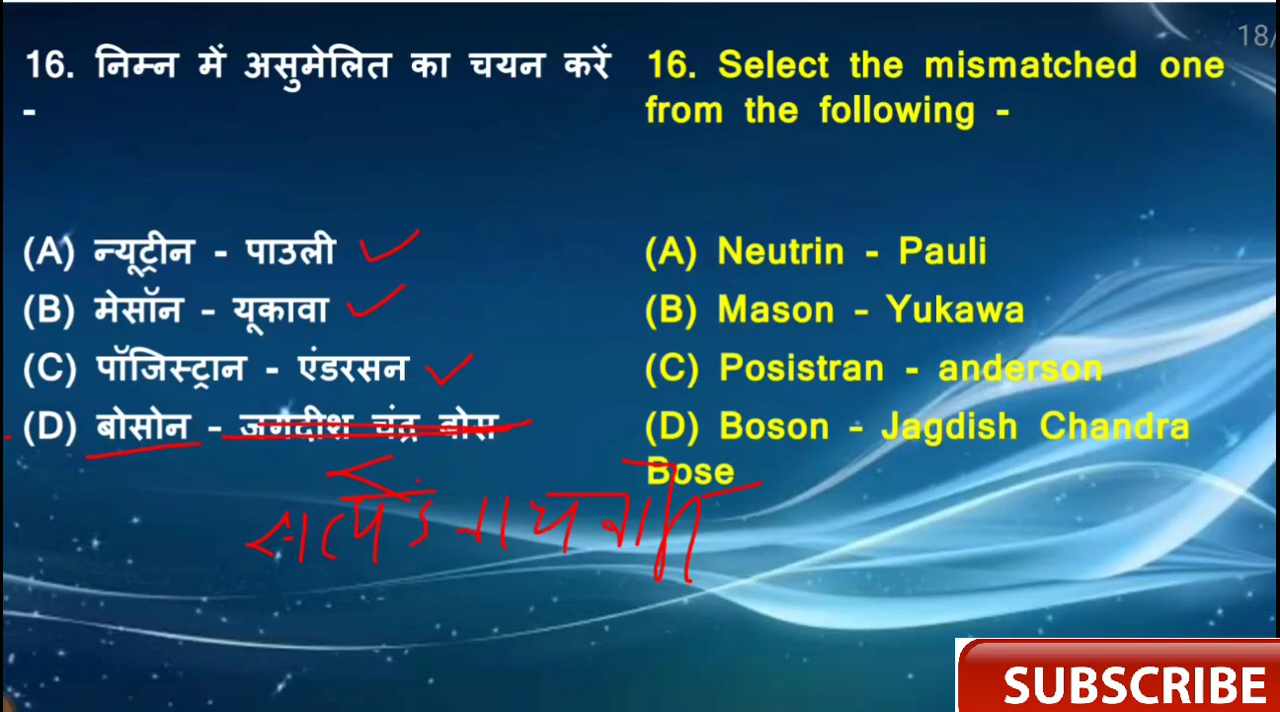 18/
16. निम्न में असुमेलित का चयन करें
-
(A) न्यूट्रीन - पाउली
(B) मेसॉन - यूकावा
(C) पॉजिस्ट्रान - एंडरसन
(D) बोसोन - जगदीश चंद्र बोस
16. Select the mismatched one
from the following -
(A) Neutrin - Pauli
(B) Mason - Yukawa
(C) Posistran - anderson
(D) Boson - Jagdish Chandra
Bose
SUBSCRIBE